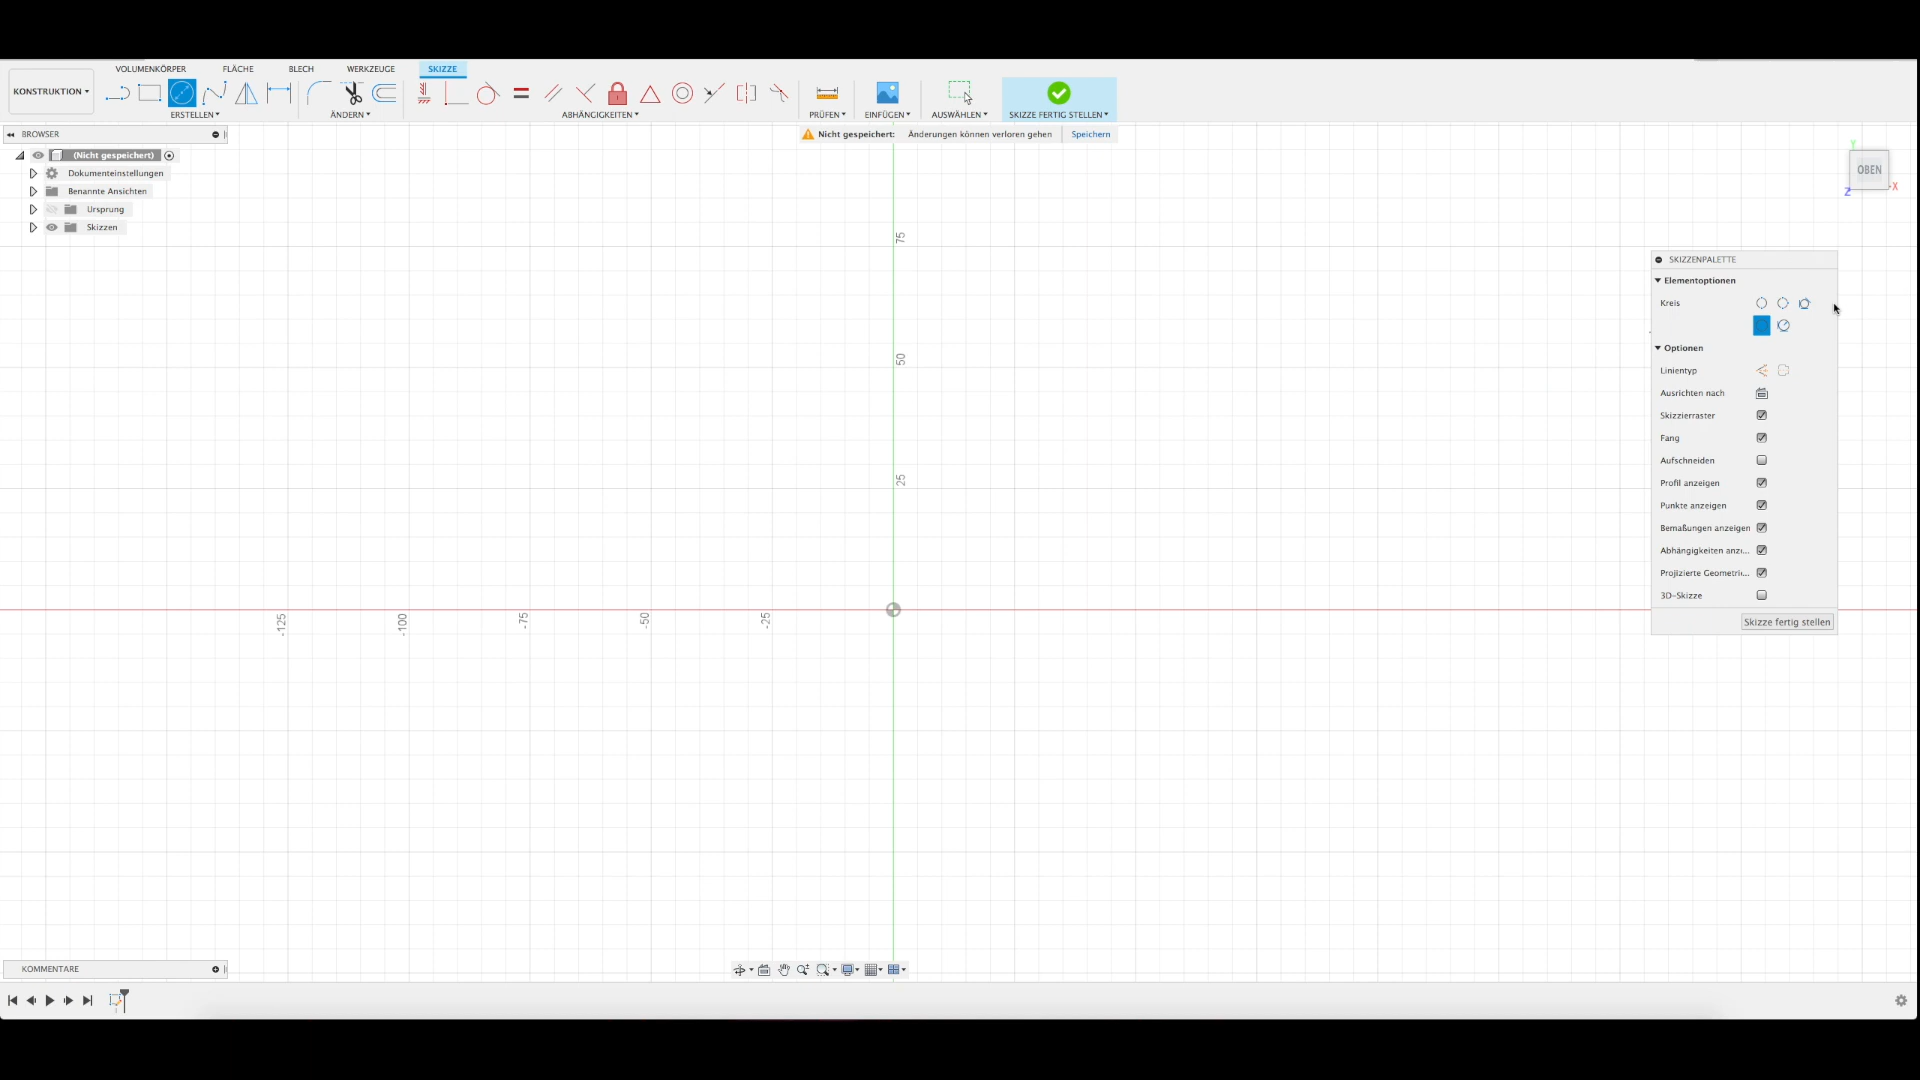 VOLUMENKÖRPER FLÄCHE BLECH WERKZEUGE SKIZZE
KONSTRUKTION
ERSTELLEN ÄNDERN ABHÄNGIGKEITEN PRÜFEN EINFÜGEN AUSWÄHLEN SKIZZE FERTIG STELLEN
BROWSER
Nicht gespeichert: Änderungen können verloren gehen Speichern
(Nicht gespeichert)
Dokumenteinstellungen
Benannte Ansichten
Ursprung
Skizzen
Y
OBEN
Z X
75
50
25
-125 -100 -75 -50 -25
SKIZZENPALETTE
Elementoptionen
Kreis
Optionen
Linientyp
Ausrichten nach
Skizzierraster
Fang
Aufschneiden
Profil anzeigen
Punkte anzeigen
Bemaßungen anzeigen
Abhängigkeiten anz...
Projizierte Geometri...
3D-Skizze
Skizze fertig stellen
KOMMENTARE